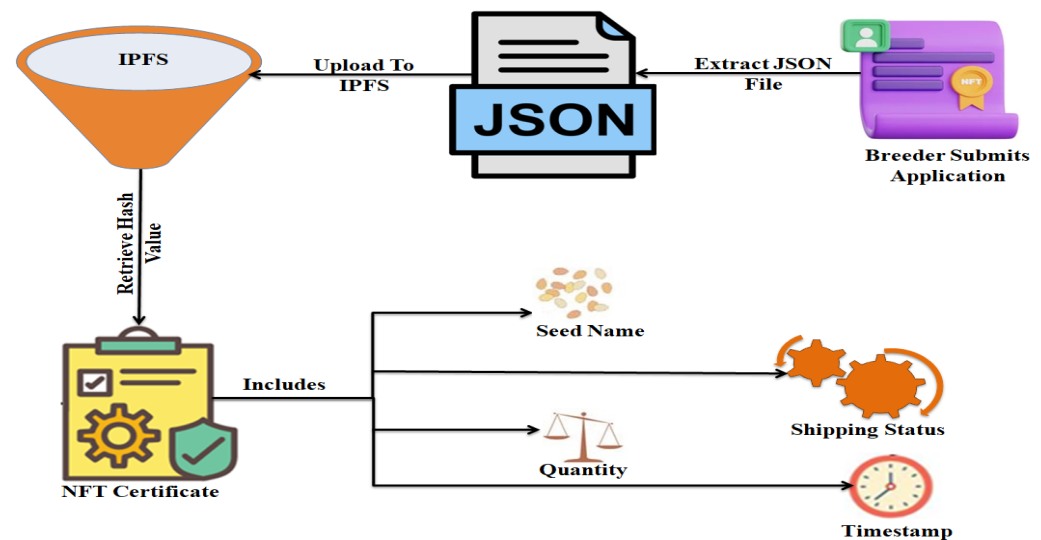 IPFS
Upload To
IPFS
JSON
Extract JSON
File
NFT
Breeder Submits
Application
Retrieve Hash
Value
Seed Name
Includes
Shipping Status
Quantity
NFT Certificate
Timestamp